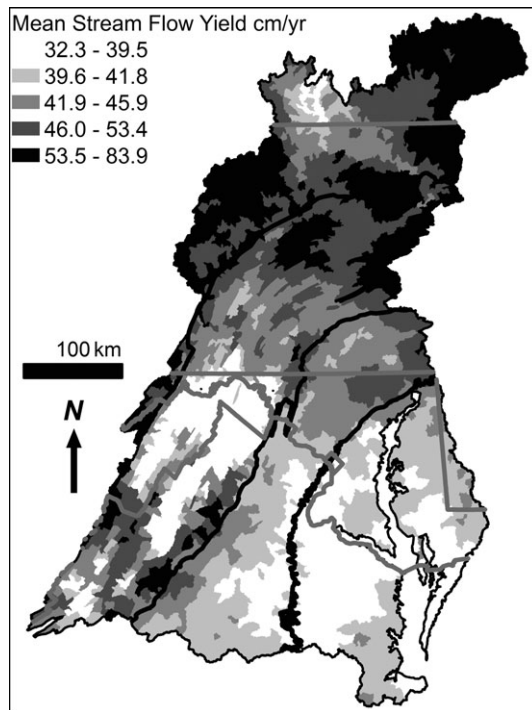 Mean Stream Flow Yield cm/yr
32.3 - 39.5
39.6 - 41.8
41.9 - 45.9
46.0 - 53.4
53.5 - 83.9
100 km
N